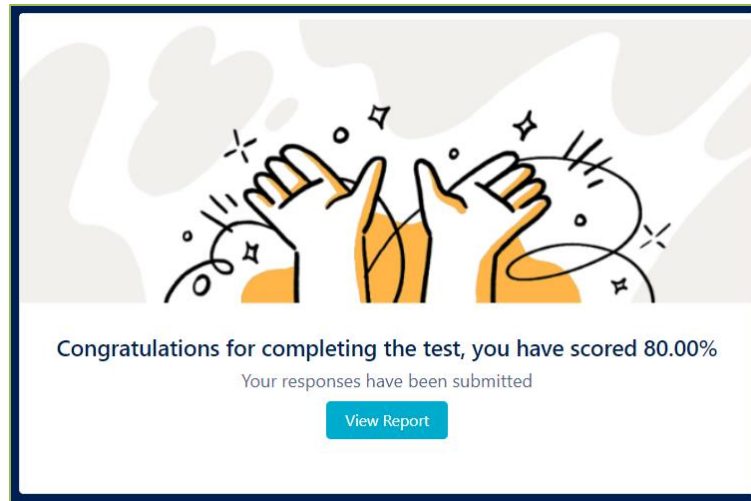 Congratulations for completing the test, you have scored 80.00%
Your responses have been submitted
View Report